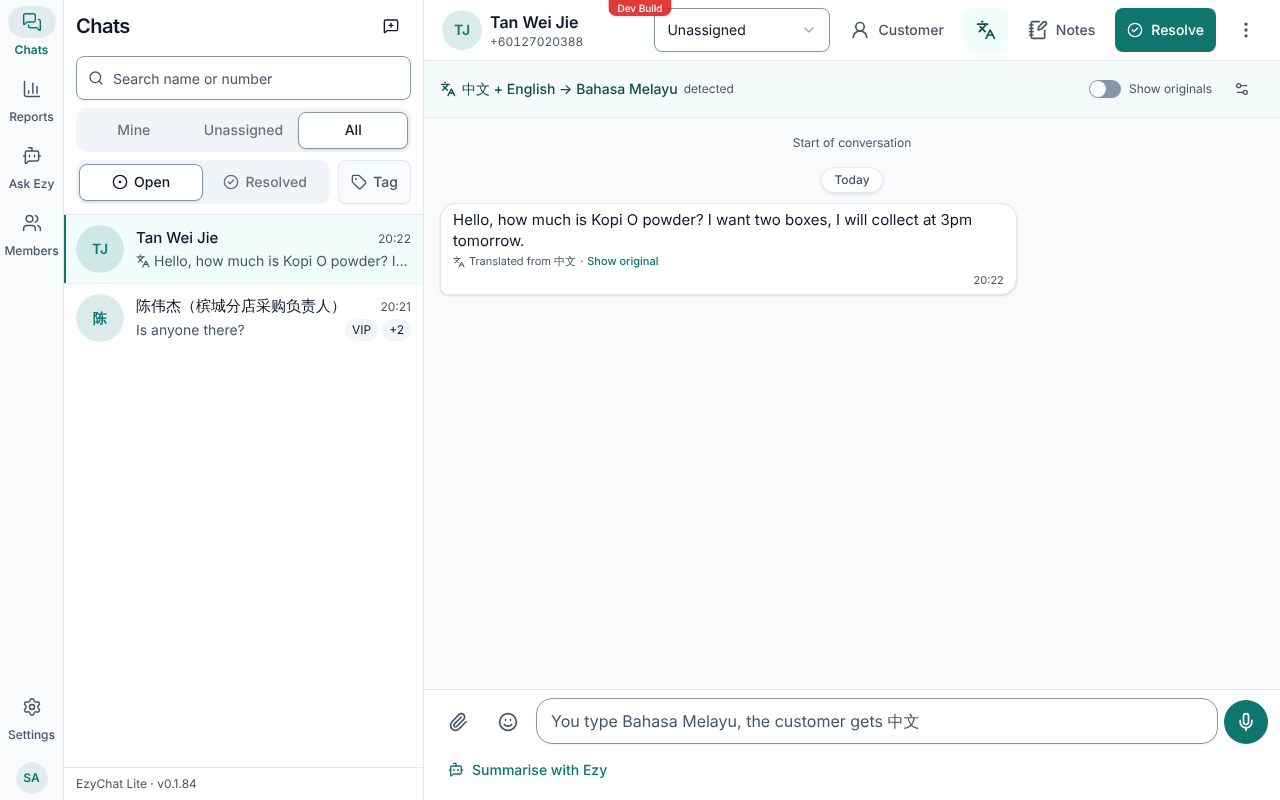 Dev Build
Chats
Reports
Ask Ezy
Members
Settings
SA
Chats
Search name or number
Mine
Unassigned
All
Open
Resolved
Tag
TJ
Tan Wei Jie
20:22
Hello, how much is Kopi O powder? I...
陈
陈伟杰（槟城分店采购负责人）
20:21
Is anyone there?
VIP
+2
EzyChat Lite · v0.1.84
TJ
Tan Wei Jie
+60127020388
Unassigned
Customer
Notes
Resolve
中文 + English → Bahasa Melayu detected
Show originals
Start of conversation
Today
Hello, how much is Kopi O powder? I want two boxes, I will collect at 3pm
tomorrow.
Translated from 中文 · Show original
20:22
You type Bahasa Melayu, the customer gets 中文
Summarise with Ezy